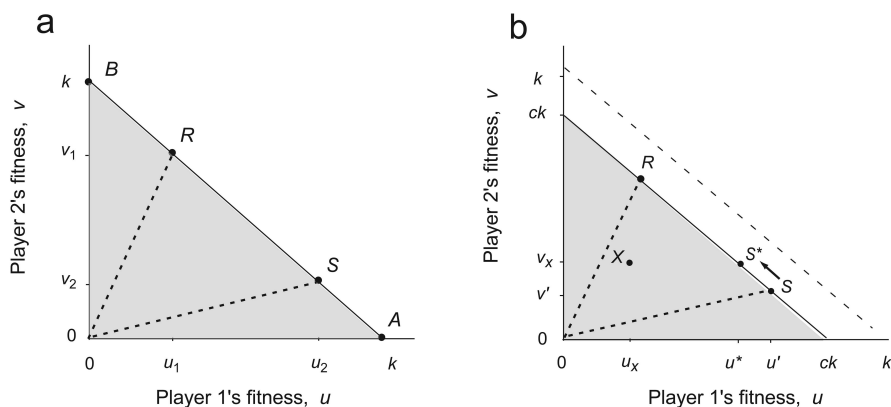 a
k
B
v1
R
v2
S
A
0
0
u1
u2
k
Player 2's fitness, v
Player 1's fitness, u
b
k
ck
R
vx
X
S*
v'
S
0
0
ux
u*
u'
ck
k
Player 2's fitness, v
Player 1's fitness, u